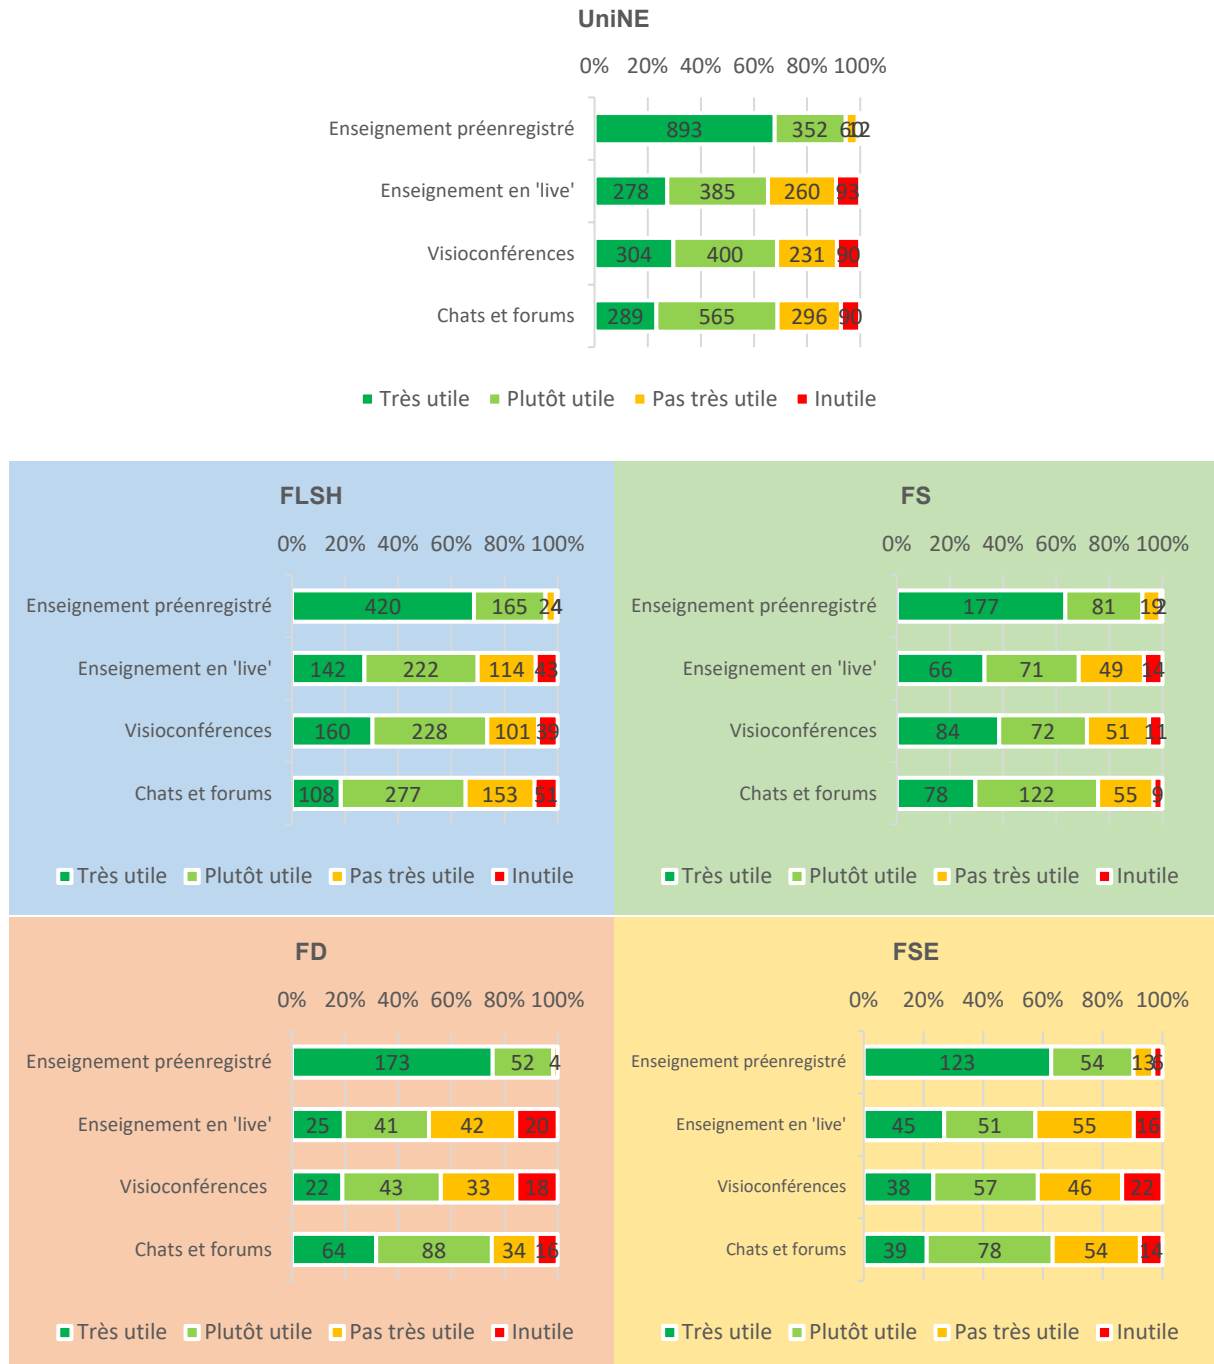 UniNE
0% 20% 40% 60% 80% 100%
Enseignement préenregistré 893 352 60 12
Enseignement en 'live' 278 385 260 93
Visioconférences 304 400 231 90
Chats et forums 289 565 296 90
Très utile Plutôt utile Pas très utile Inutile
FLSH
0% 20% 40% 60% 80% 100%
Enseignement préenregistré 420 165 24
Enseignement en 'live' 142 222 114 43
Visioconférences 160 228 101 39
Chats et forums 108 277 153 51
Très utile Plutôt utile Pas très utile Inutile
FS
0% 20% 40% 60% 80% 100%
Enseignement préenregistré 177 81 19 2
Enseignement en 'live' 66 71 49 14
Visioconférences 84 72 51 11
Chats et forums 78 122 55 9
Très utile Plutôt utile Pas très utile Inutile
FD
0% 20% 40% 60% 80% 100%
Enseignement préenregistré 173 52 4
Enseignement en 'live' 25 41 42 20
Visioconférences 22 43 33 18
Chats et forums 64 88 34 16
Très utile Plutôt utile Pas très utile Inutile
FSE
0% 20% 40% 60% 80% 100%
Enseignement préenregistré 123 54 13 6
Enseignement en 'live' 45 51 55 16
Visioconférences 38 57 46 22
Chats et forums 39 78 54 14
Très utile Plutôt utile Pas très utile Inutile